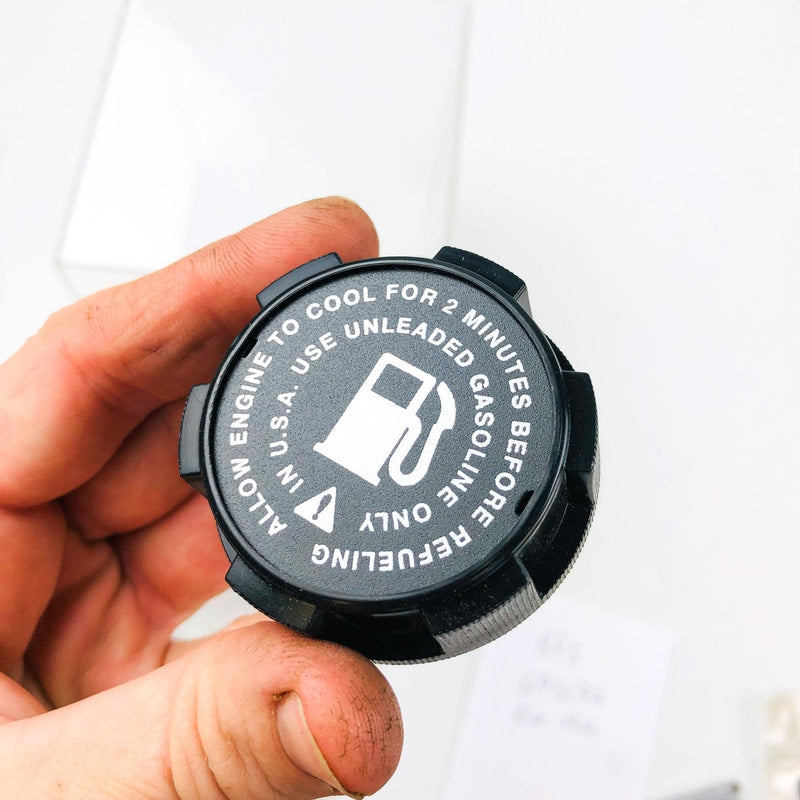 ALLOW ENGINE TO COOL FOR 2 MINUTES BEFORE REFUELING
IN U.S.A. USE UNLEADED GASOLINE ONLY